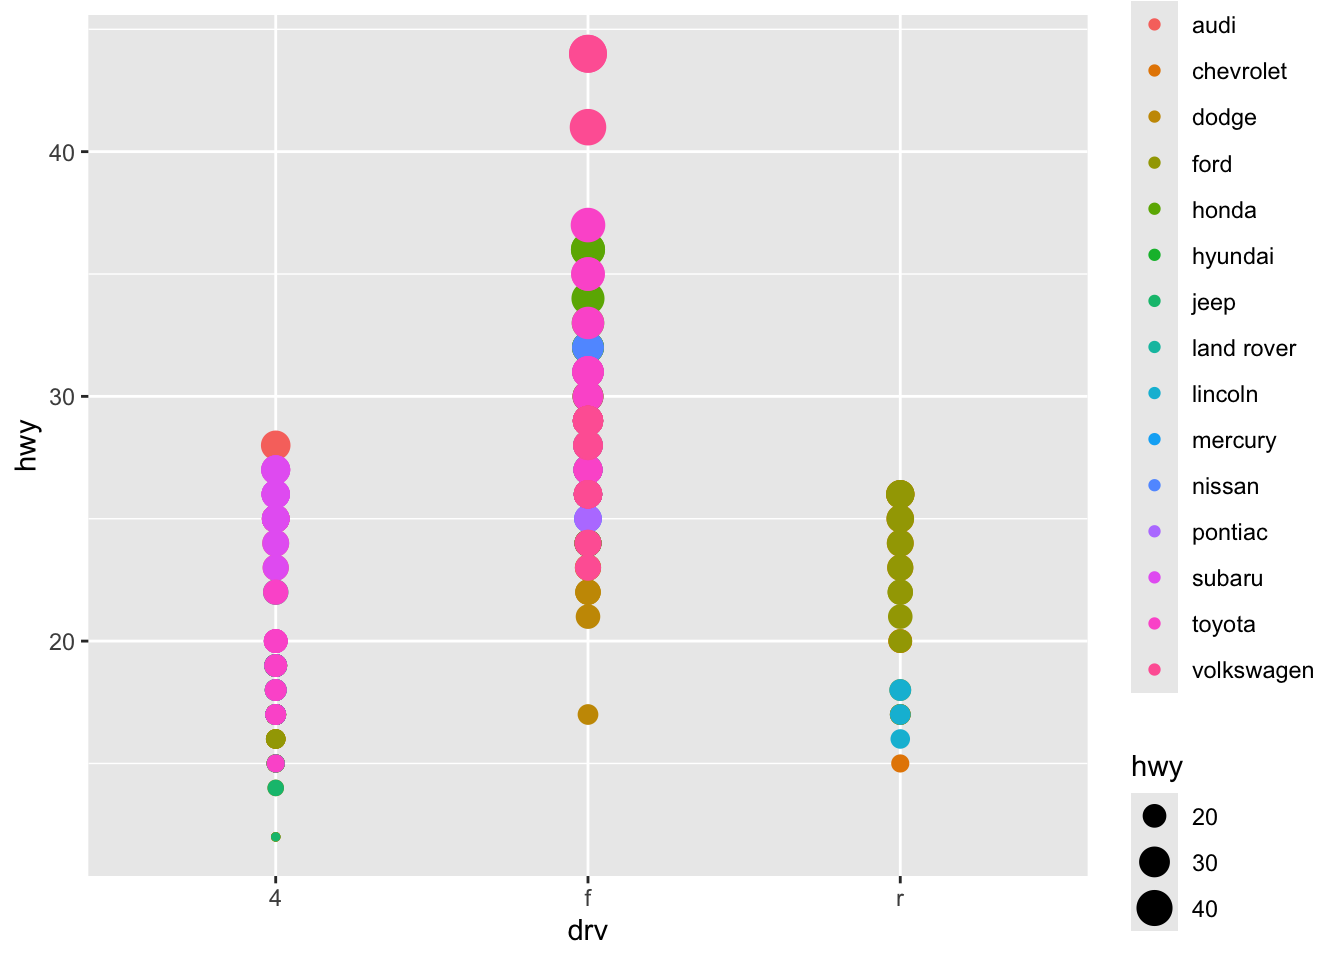 hwy
40
30
20
4
f
r
drv
audi
chevrolet
dodge
ford
honda
hyundai
jeep
land rover
lincoln
mercury
nissan
pontiac
subaru
toyota
volkswagen
hwy
20
30
40